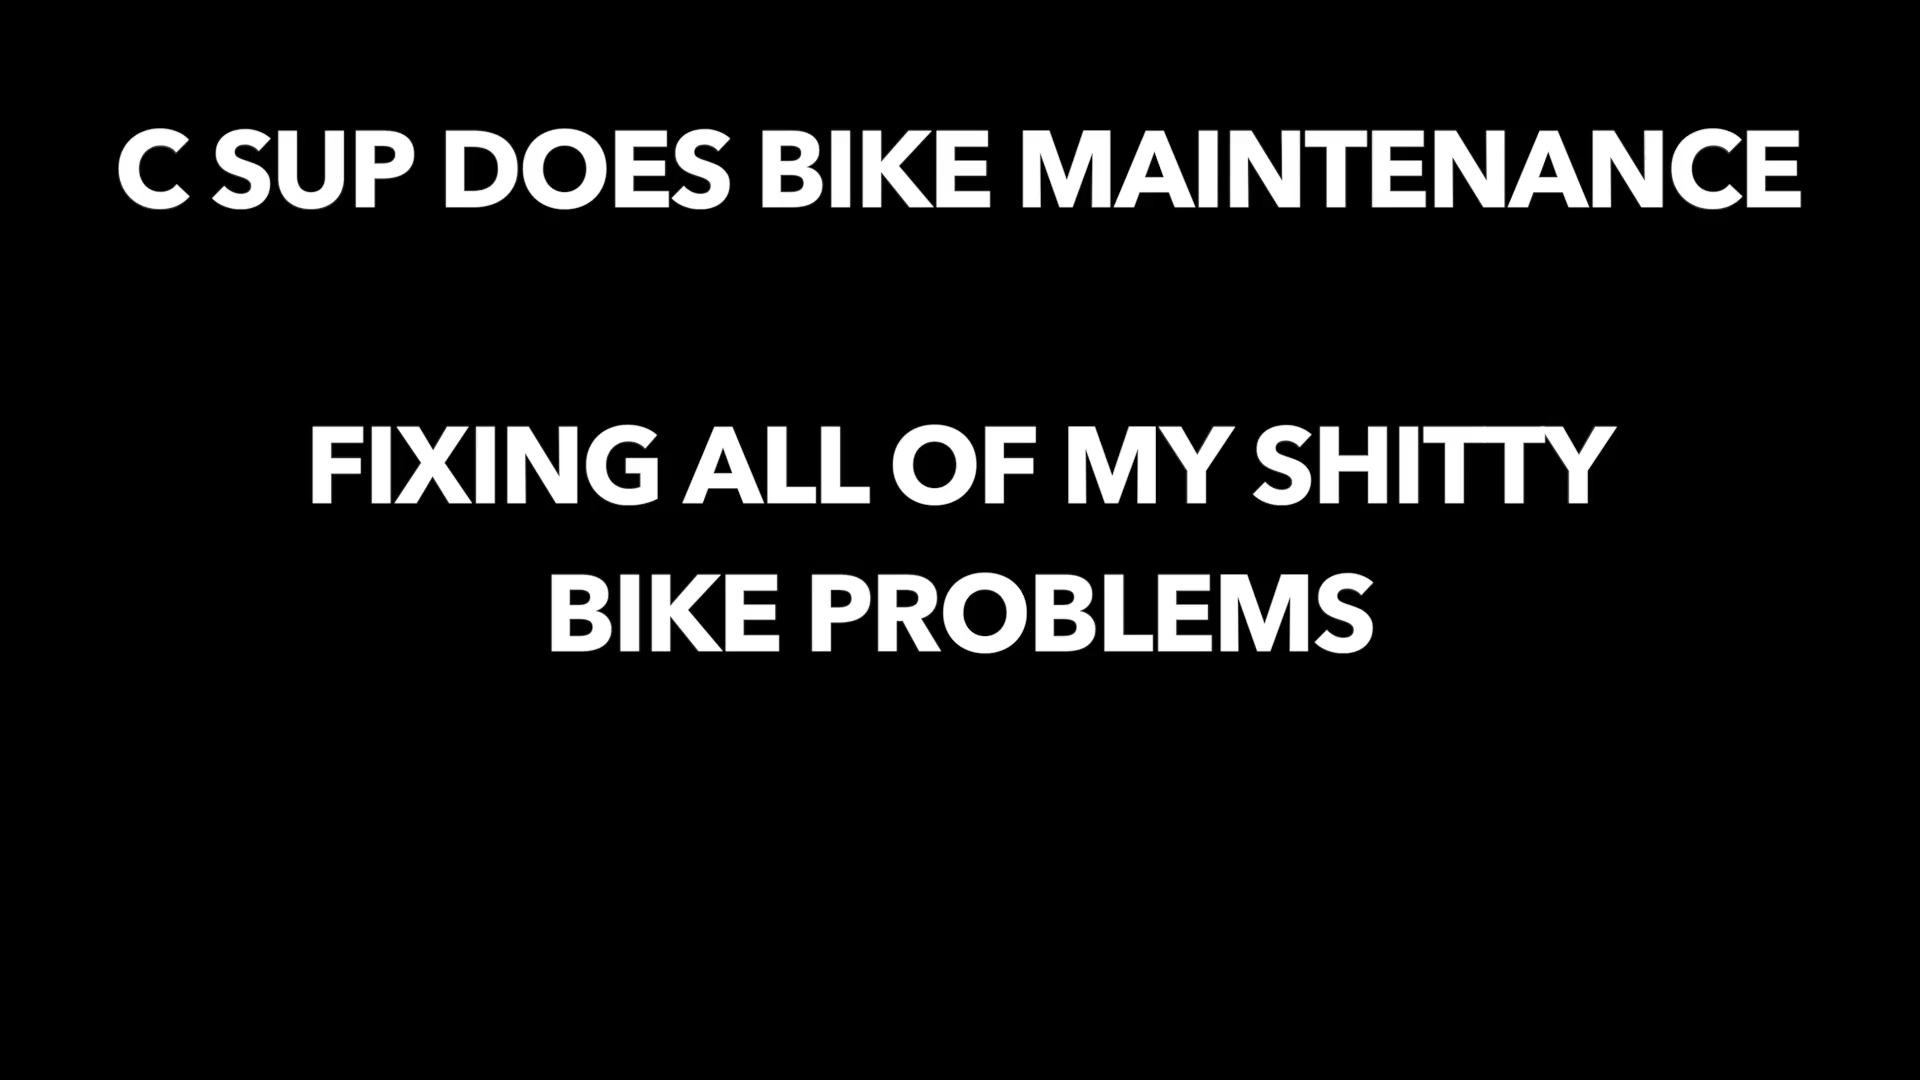 C SUP DOES BIKE MAINTENANCE
FIXING ALL OF MY SHITTY
BIKE PROBLEMS